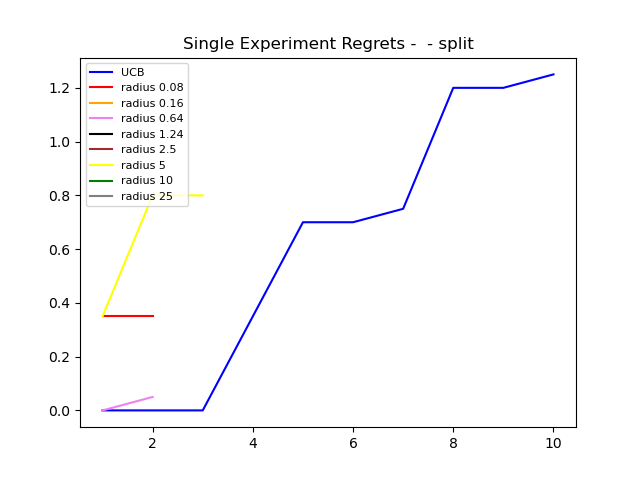 Single Experiment Regrets -  - split
UCB
radius 0.08
radius 0.16
radius 0.64
radius 1.24
radius 2.5
radius 5
radius 10
radius 25
1.2
1.0
0.8
0.6
0.4
0.2
0.0
2 4 6 8 10